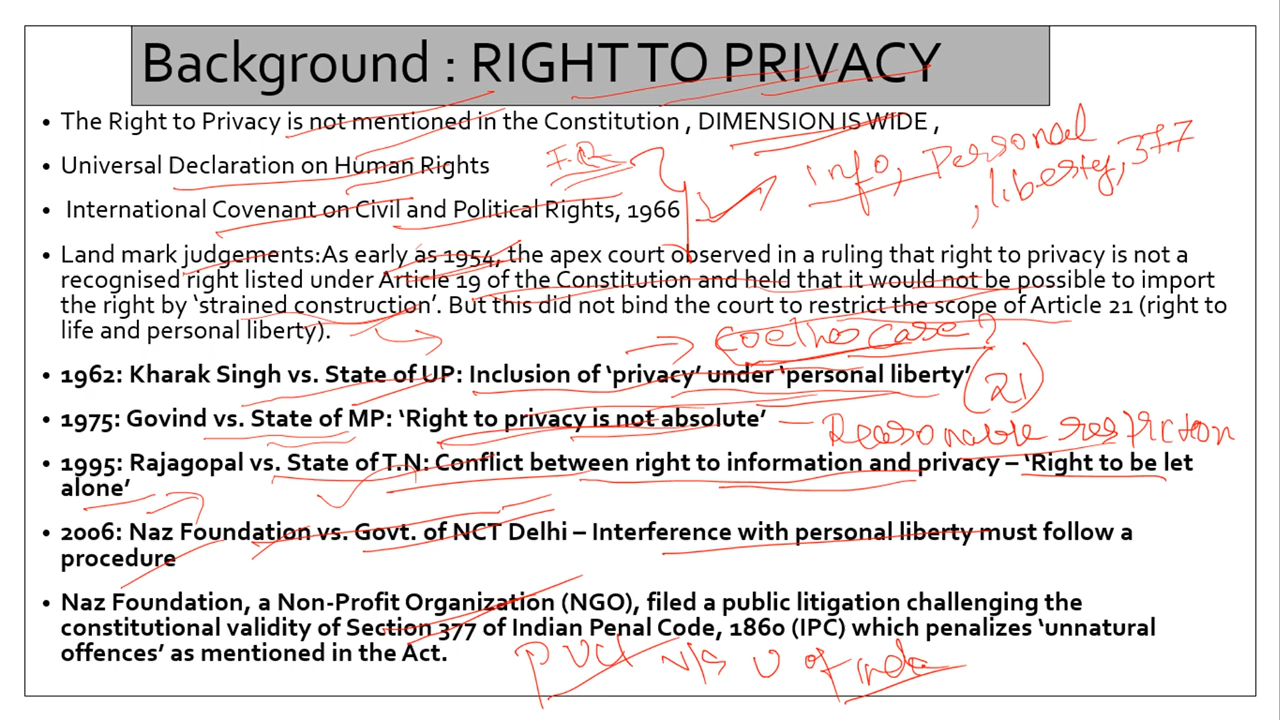 Background : RIGHT TO PRIVACY
• The Right to Privacy is not mentioned in the Constitution , DIMENSION IS WIDE ,
• Universal Declaration on Human Rights
I.R
info, Personal
, liberty, 377
• International Covenant on Civil and Political Rights, 1966
• Land mark judgements:As early as 1954, the apex court observed in a ruling that right to privacy is not a
recognised right listed under Article 19 of the Constitution and held that it would not be possible to import
the right by ‘strained construction’. But this did not bind the court to restrict the scope of Article 21 (right to
life and personal liberty).
Coelho case?
• 1962: Kharak Singh vs. State of UP: Inclusion of ‘privacy’ under ‘personal liberty’
(21)
• 1975: Govind vs. State of MP: ‘Right to privacy is not absolute’
– Reasonable restriction
• 1995: Rajagopal vs. State of T.N: Conflict between right to information and privacy – ‘Right to be let
alone’
• 2006: Naz Foundation vs. Govt. of NCT Delhi – Interference with personal liberty must follow a
procedure
• Naz Foundation, a Non-Profit Organization (NGO), filed a public litigation challenging the
constitutional validity of Section 377 of Indian Penal Code, 1860 (IPC) which penalizes ‘unnatural
offences’ as mentioned in the Act.
PUCL v/s U of India